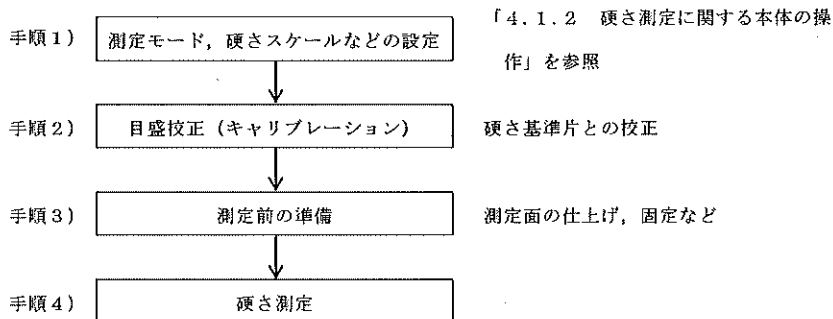 手順1)
測定モード，硬さスケールなどの設定
「4．1．2　硬さ測定に関する本体の操
作」を参照
手順2)
目盛校正（キャリブレーション）
硬さ基準片との校正
手順3)
測定前の準備
測定面の仕上げ，固定など
手順4)
硬さ測定